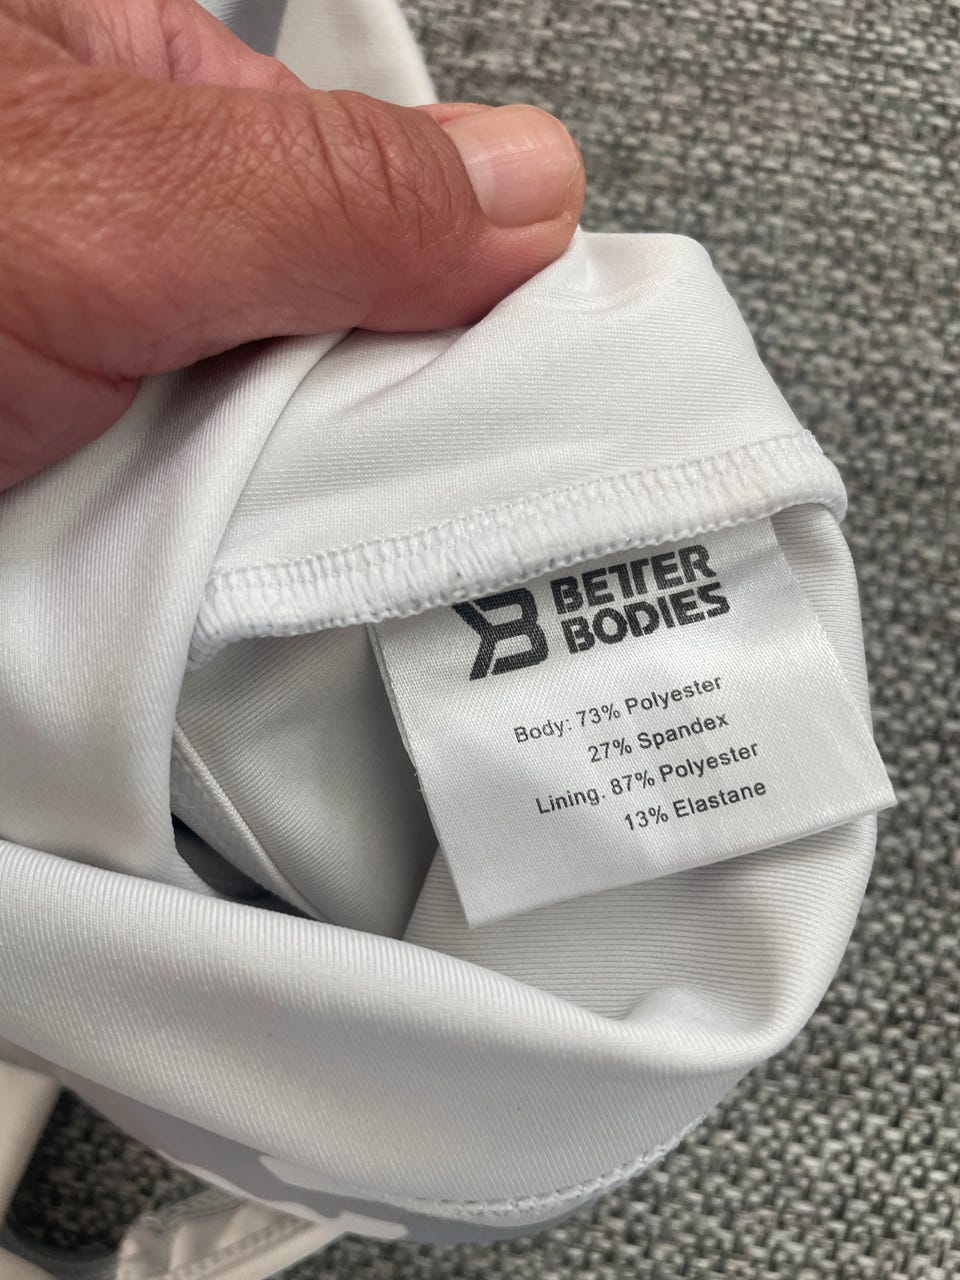 BETTER
BODIES
Body: 73% Polyester
27% Spandex
Lining. 87% Polyester
13% Elastane